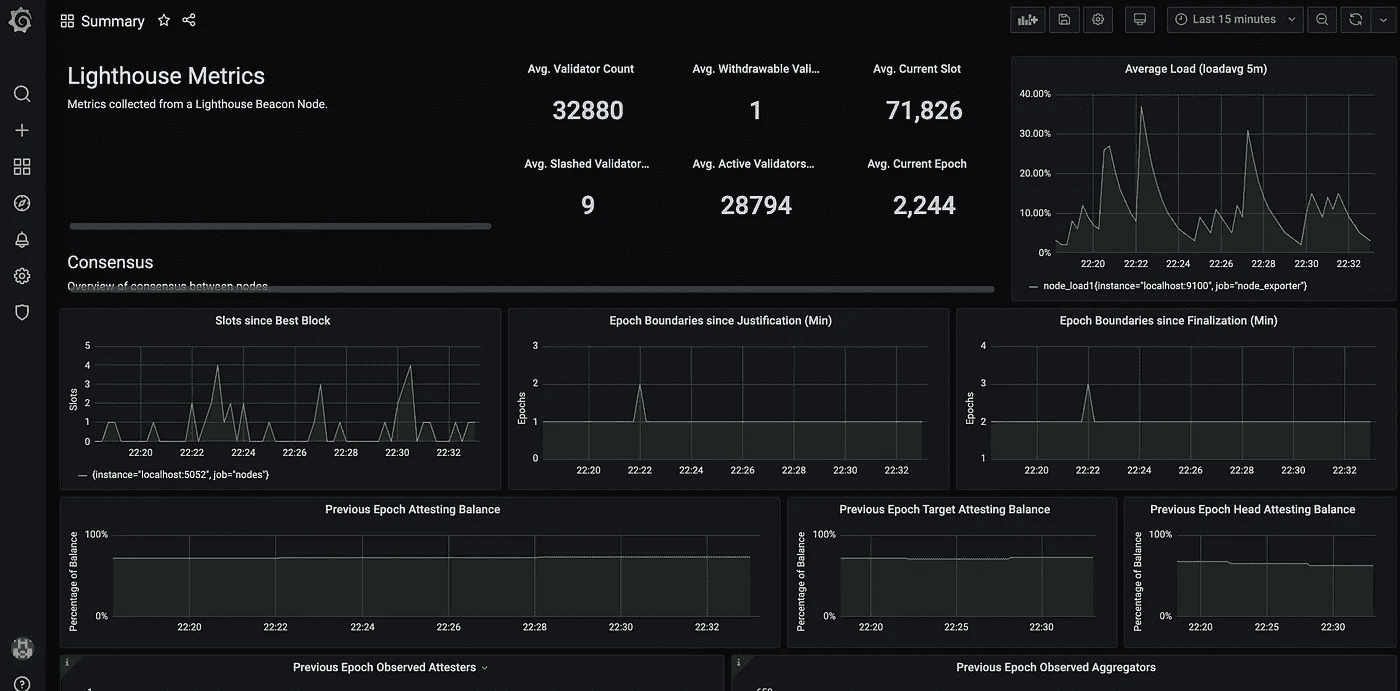 Summary
Last 15 minutes
Lighthouse Metrics
Metrics collected from a Lighthouse Beacon Node.
Avg. Validator Count
32880
Avg. Withdrawable Vali...
1
Avg. Current Slot
71,826
Avg. Slashed Validator...
9
Avg. Active Validators...
28794
Avg. Current Epoch
2,244
Average Load (loadavg 5m)
40.00%
30.00%
20.00%
10.00%
0%
22:20 22:22 22:24 22:26 22:28 22:30 22:32
node_load1{instance="localhost:9100", job="node_exporter"}
Consensus
Overview of consensus between nodes.
Slots since Best Block
Slots
5
4
3
2
1
0
22:20 22:22 22:24 22:26 22:28 22:30 22:32
{instance="localhost:5052", job="nodes"}
Epoch Boundaries since Justification (Min)
Epochs
3
2
1
0
22:20 22:22 22:24 22:26 22:28 22:30 22:32
Epoch Boundaries since Finalization (Min)
Epochs
4
3
2
1
22:20 22:22 22:24 22:26 22:28 22:30 22:32
Previous Epoch Attesting Balance
Percentage of Balance
100%
0%
22:20 22:22 22:24 22:26 22:28 22:30 22:32
Previous Epoch Target Attesting Balance
Percentage of Balance
100%
0%
22:20 22:25 22:30
Previous Epoch Head Attesting Balance
Percentage of Balance
100%
0%
22:20 22:25 22:30
Previous Epoch Observed Attesters
Previous Epoch Observed Aggregators